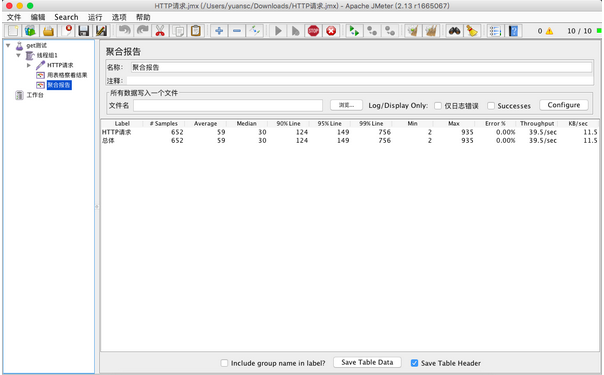 HTTP请求.jmx (/Users/yuansc/Downloads/HTTP请求.jmx) - Apache JMeter (2.13 r1665067)
文件 编辑 Search 运行 选项 帮助
0 10 / 10
get测试
线程组1
HTTP请求
用表格察看结果
聚合报告
工作台
聚合报告
名称： 聚合报告
注释：
所有数据写入一个文件
文件名 浏览... Log/Display Only: 仅日志错误 Successes Configure
Label # Samples Average Median 90% Line 95% Line 99% Line Min Max Error % Throughput KB/sec
HTTP请求 652 59 30 124 149 756 2 935 0.00% 39.5/sec 11.5
总体 652 59 30 124 149 756 2 935 0.00% 39.5/sec 11.5
Include group name in label? Save Table Data Save Table Header